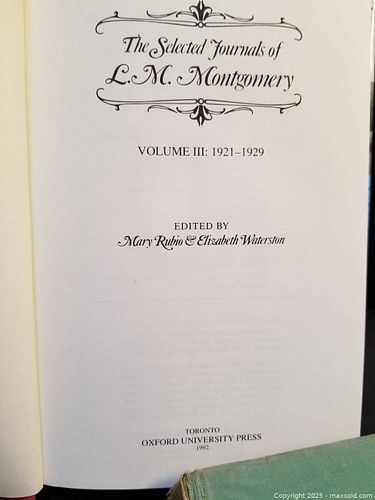 The Selected Journals of
L.M. Montgomery
VOLUME III: 1921–1929
EDITED BY
Mary Rubio & Elizabeth Waterston
TORONTO
OXFORD UNIVERSITY PRESS
1992
Copyright 2025 - maxsold.com